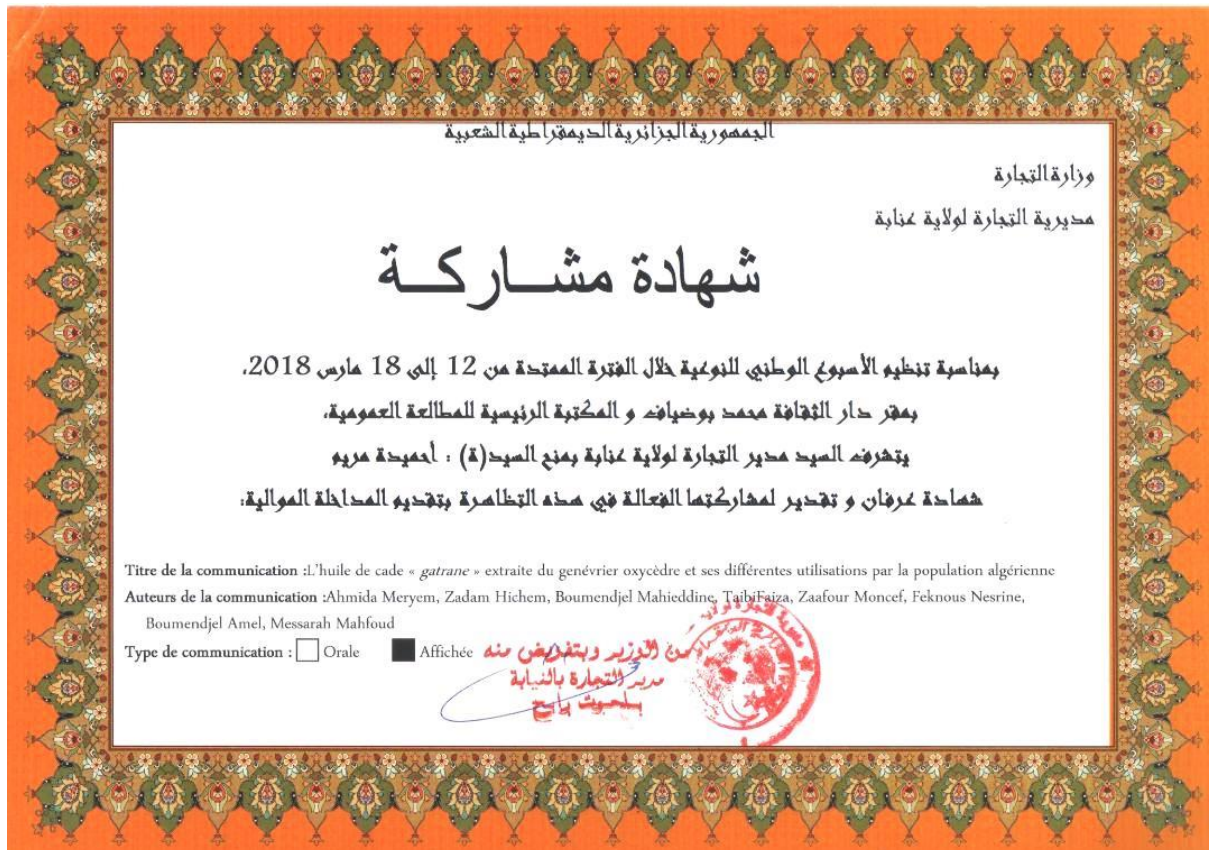 الجمهورية الجزائرية الديمقراطية الشعبية
وزارة التجارة
مديرية التجارة لولاية عنابة
شهادة مشــاركــة
بمناسبة تنظيم الأسبوع الوطني للنوعية خلال الفترة الممتدة من 12 إلى 18 مارس 2018،
بمقر دار الثقافة محمد بوضياف و المكتبة الرئيسية للمطالعة العمومية،
يتشرف السيد مدير التجارة لولاية عنابة بمنح السيد(ة) : أحميدة مريم
شهادة عرفان و تقدير لمشاركتها الفعالة في هذه التظاهرة بتقديم المداخلة الموالية:
Titre de la communication :L'huile de cade « gatrane » extraite du genévrier oxycèdre et ses différentes utilisations par la population algérienne
Auteurs de la communication :Ahmida Meryem, Zadam Hichem, Boumendjel Mahieddine, TaibiFaiza, Zaafour Moncef, Feknous Nesrine,
Boumendjel Amel, Messarah Mahfoud
Type de communication : Orale Affichée
عن الوزير وبتفويض منه
مدير التجارة بالنيابة